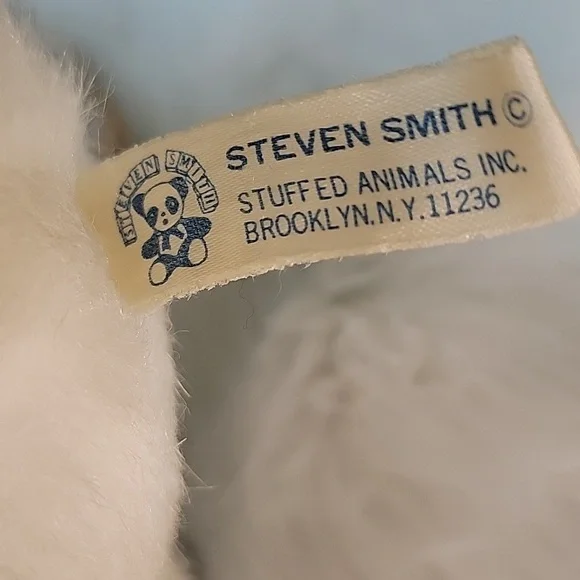 STEVEN SMITH
STEVEN SMITH ©
STUFFED ANIMALS INC.
BROOKLYN.N.Y.11236